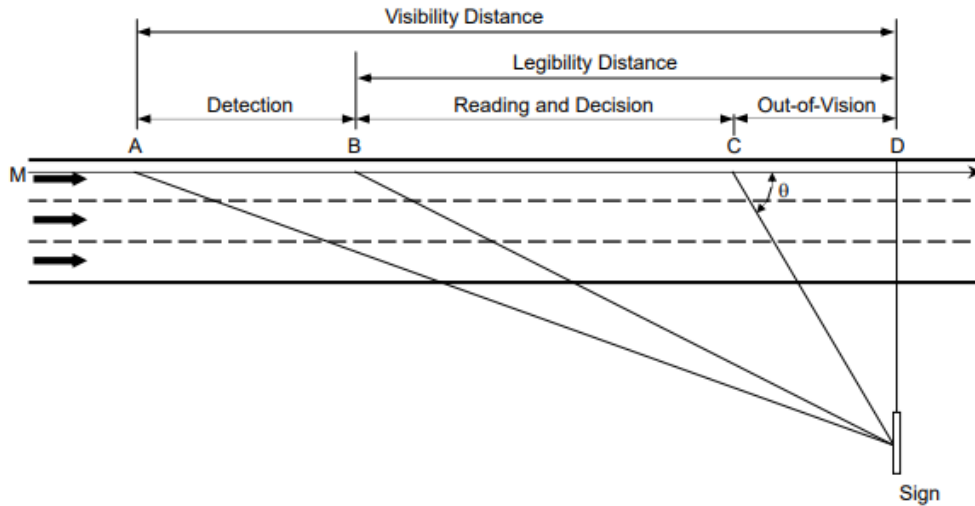 Visibility Distance
Legibility Distance
Detection
Reading and Decision
Out-of-Vision
A
B
C
D
M
θ
Sign